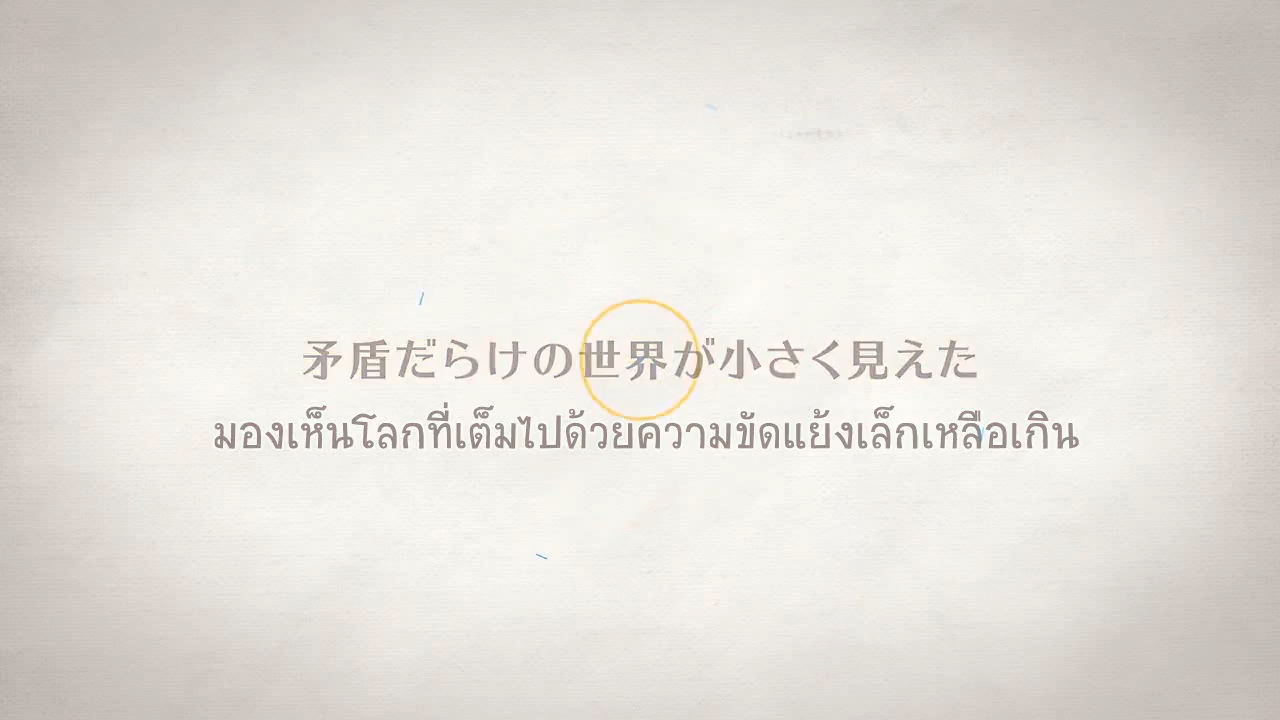 矛盾だらけの世界が小さく見えた
มองเห็นโลกที่เต็มไปด้วยความขัดแย้งเล็กเหลือเกิน